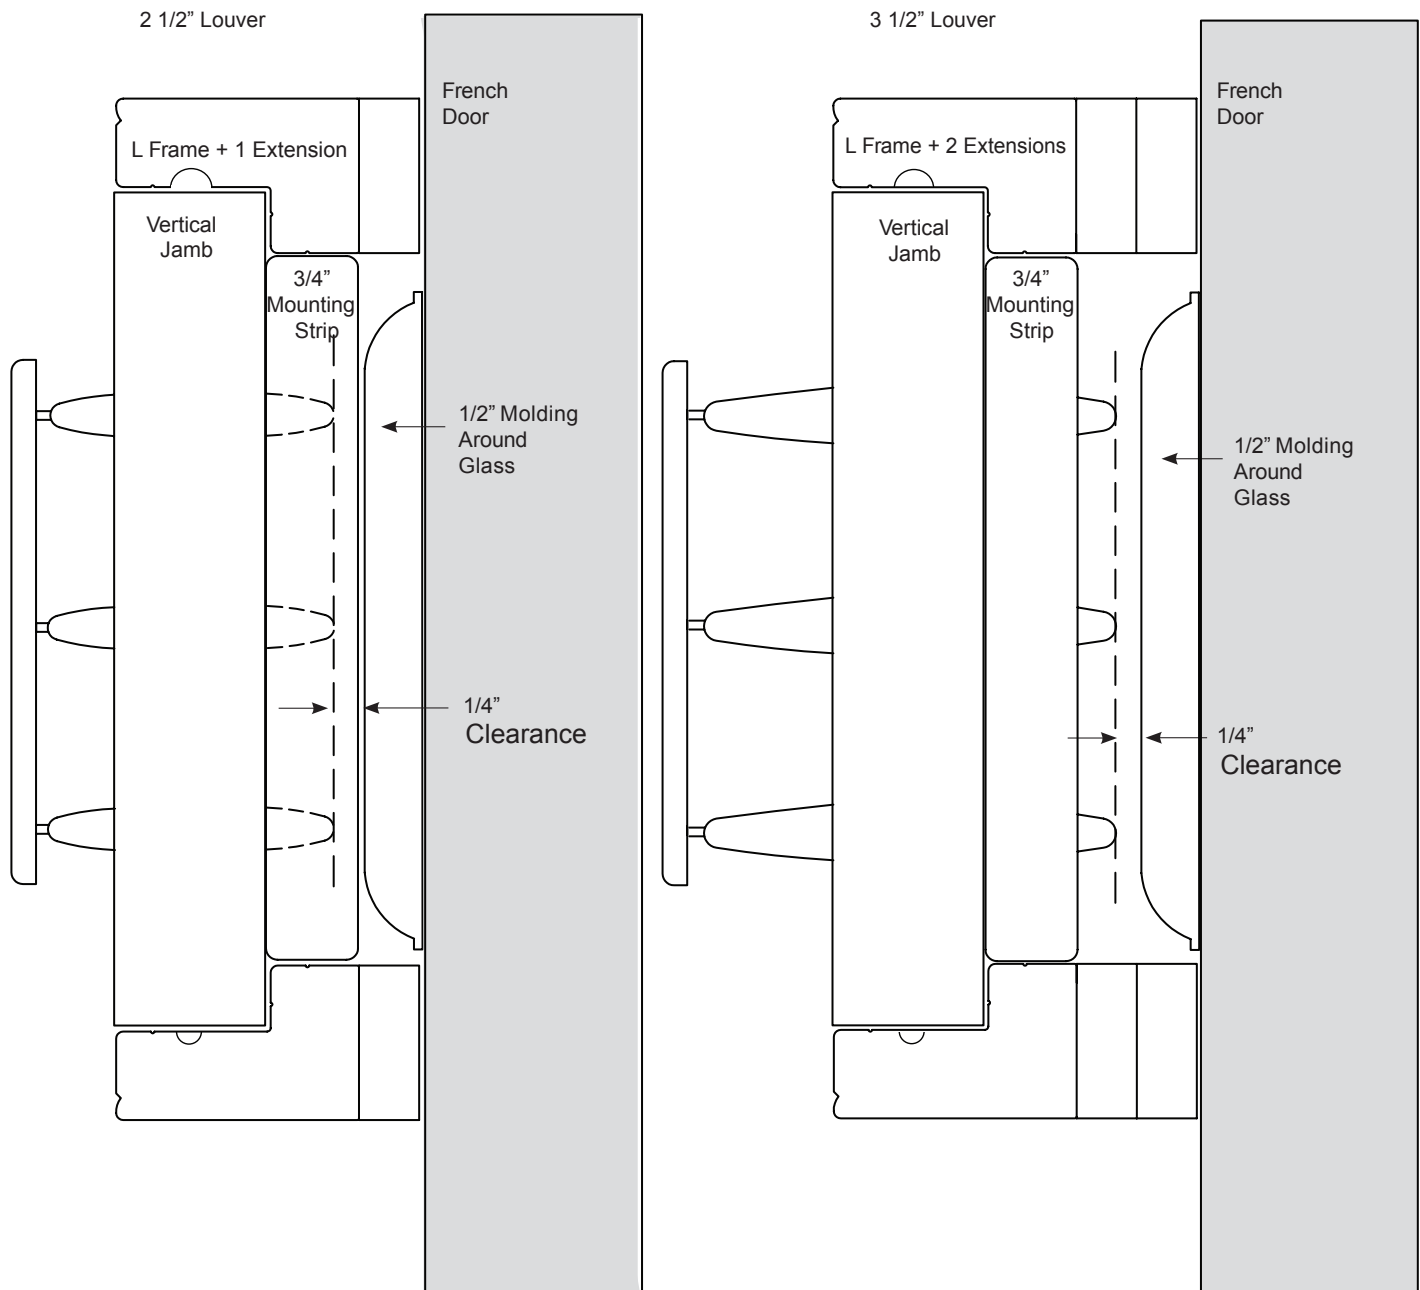 2 1/2” Louver
French
Door
L Frame + 1 Extension
Vertical
Jamb
3/4”
Mounting
Strip
1/2” Molding
Around
Glass
1/4”
Clearance
3 1/2” Louver
French
Door
L Frame + 2 Extensions
Vertical
Jamb
3/4”
Mounting
Strip
1/2” Molding
Around
Glass
1/4”
Clearance